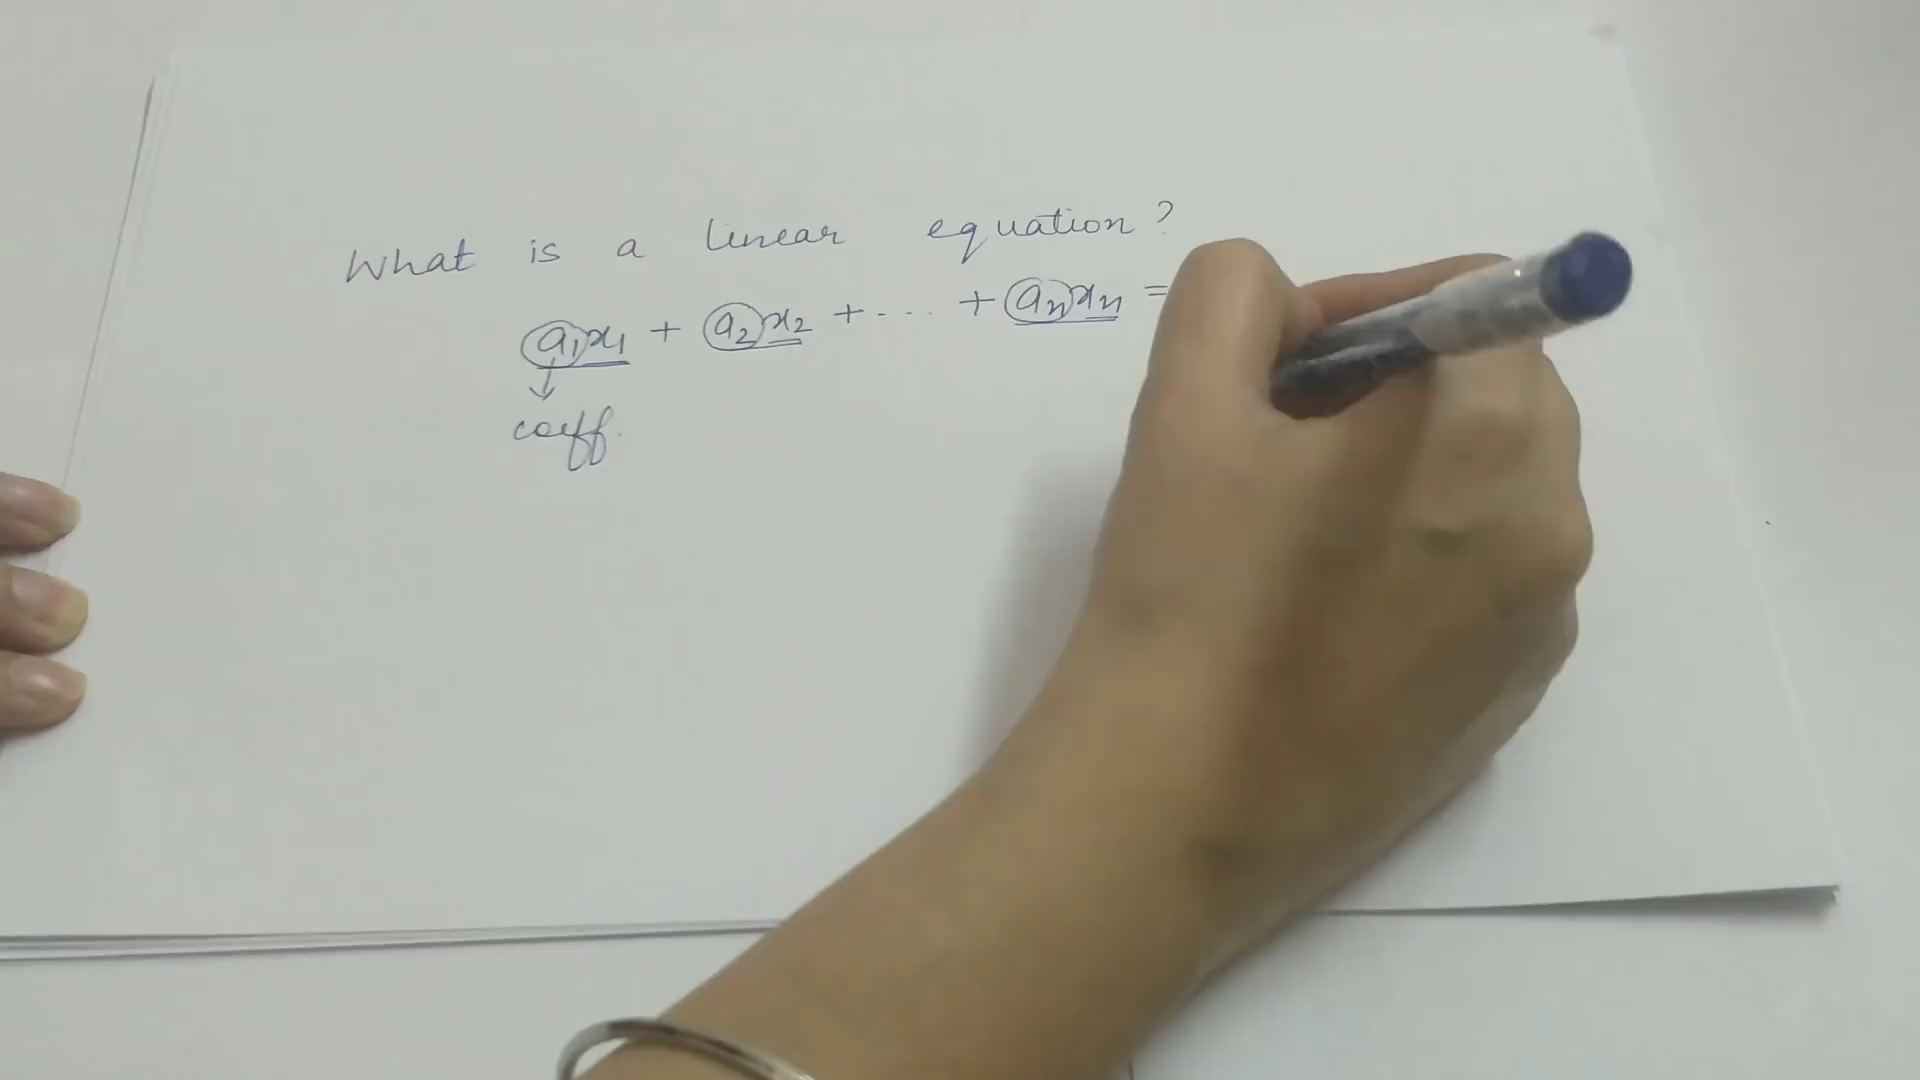 What is a linear equation?
a₁x₁ + a₂x₂ + ... + aₙxₙ =
coeff.